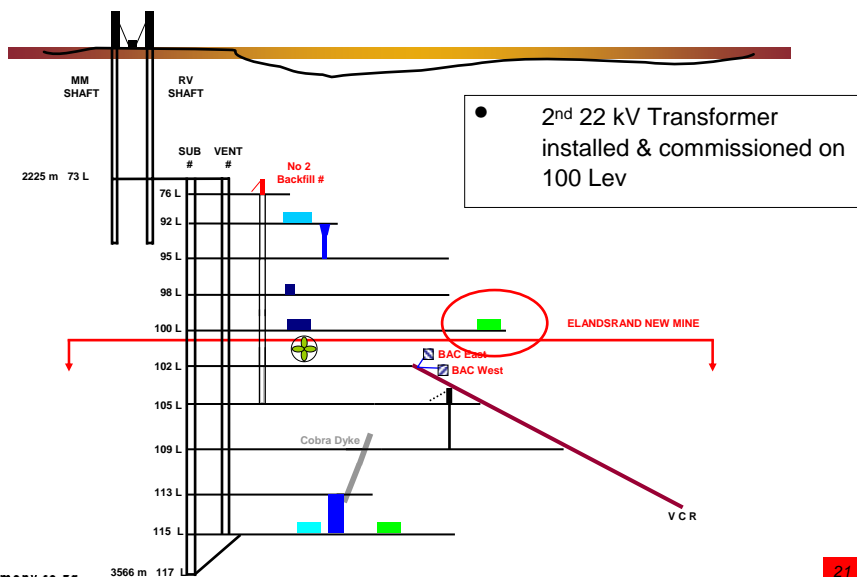 MM
SHAFT
RV
SHAFT
● 2nd 22 kV Transformer
installed & commissioned on
100 Lev
SUB
#
VENT
#
No 2
Backfill #
2225 m 73 L
76 L
92 L
95 L
98 L
100 L
ELANDSRAND NEW MINE
BAC East
102 L
BAC West
105 L
Cobra Dyke
109 L
113 L
V C R
115 L
3566 m 117 L
21